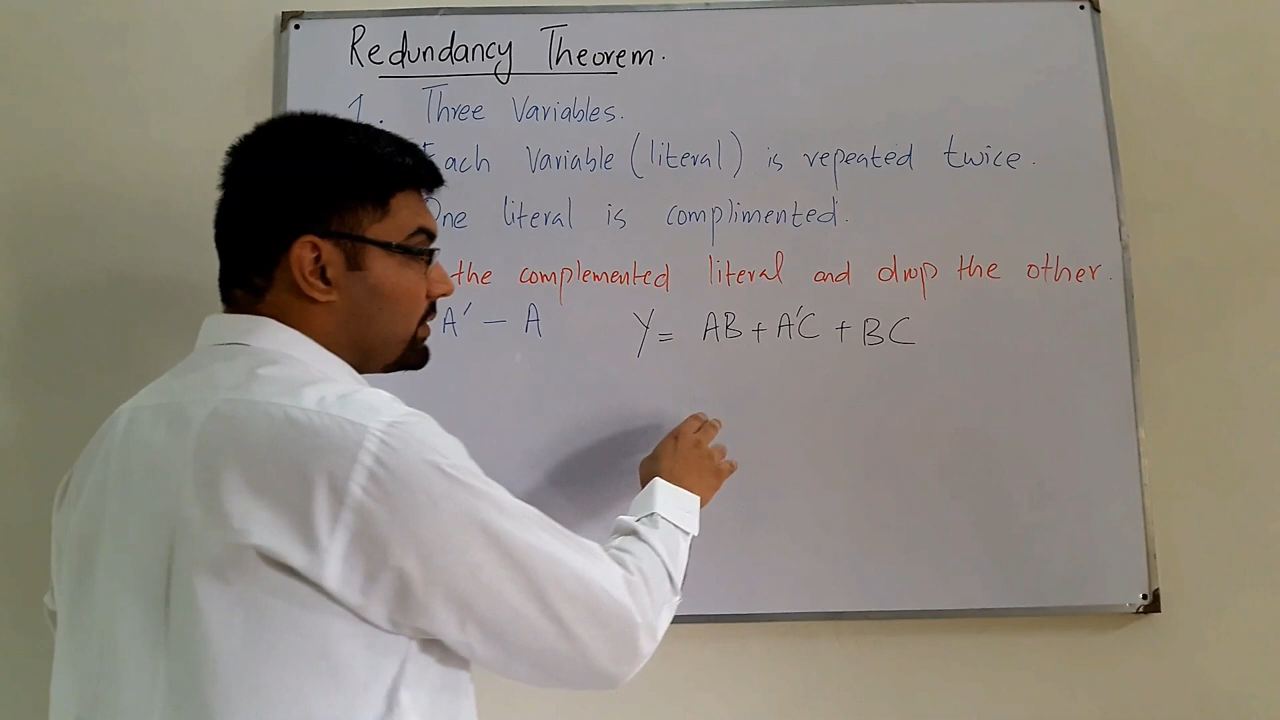 Redundancy Theorem.
1. Three Variables.
Each Variable (literal) is repeated twice.
One literal is complimented.
the complemented literal and drop the other.
A' – A Y = AB + A'C + BC